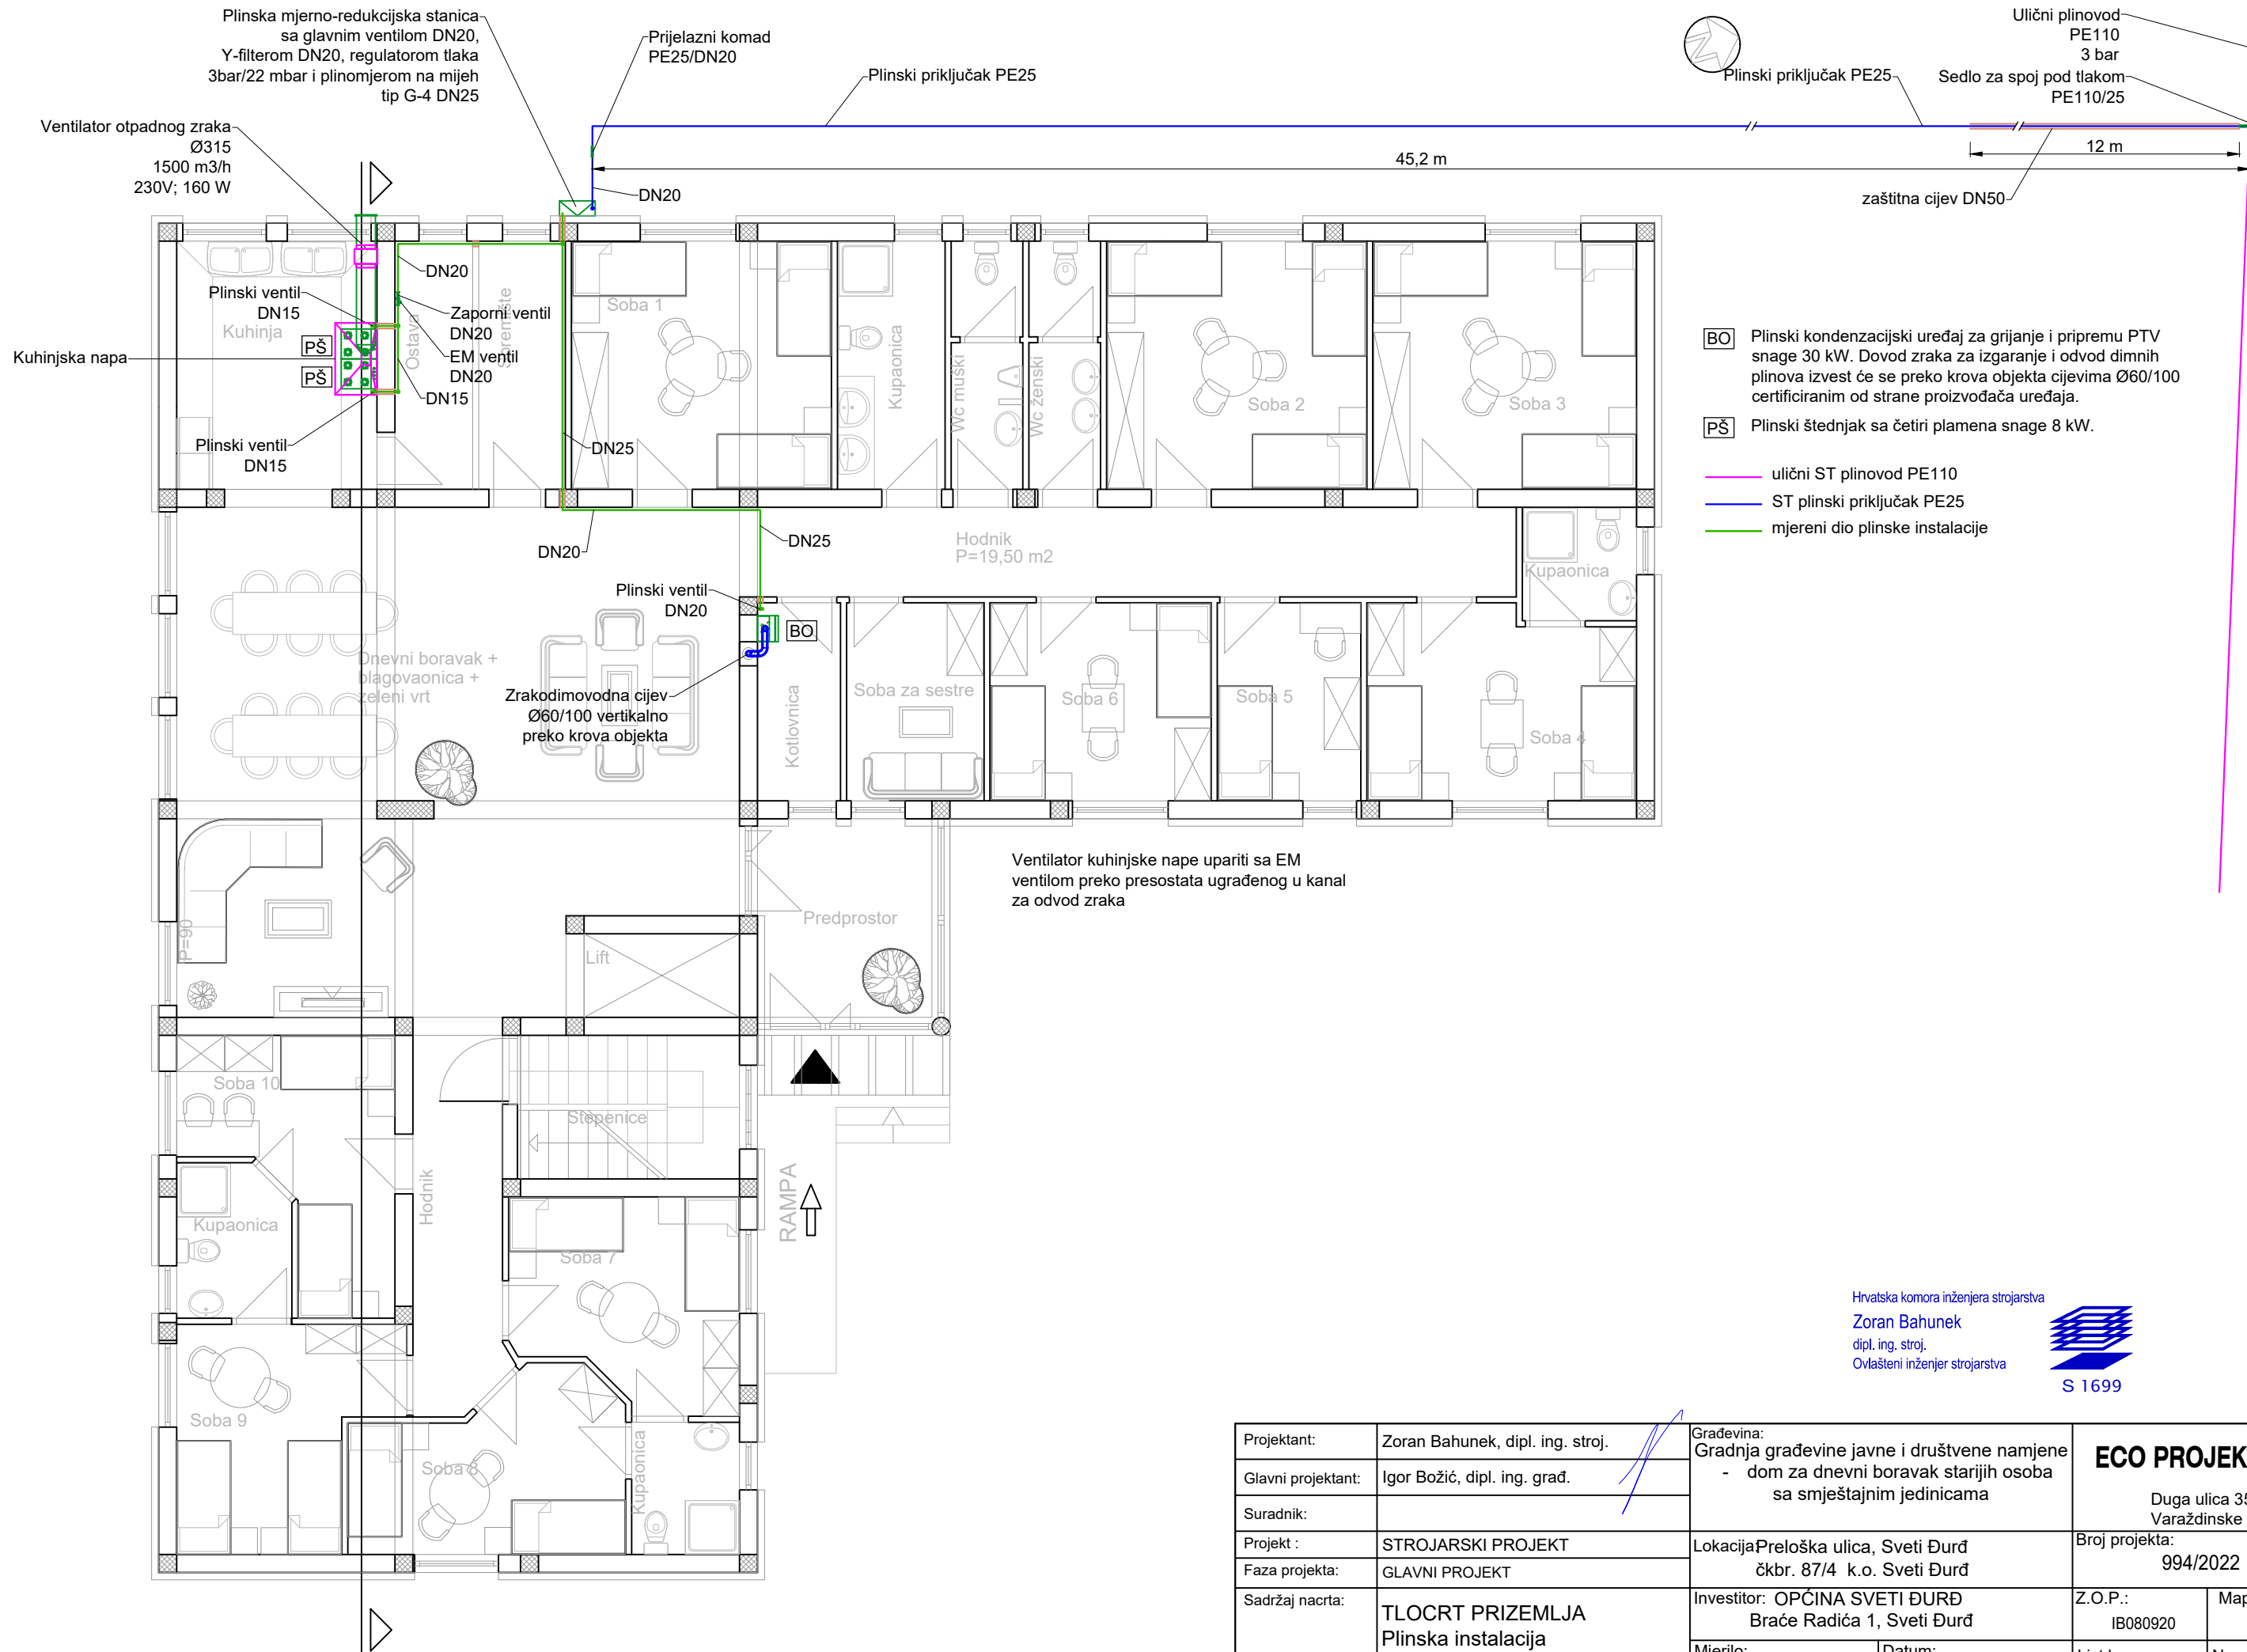 Plinska mjerno-redukcijska stanica
sa glavnim ventilom DN20,
Y-filterom DN20, regulatorom tlaka
3bar/22 mbar i plinomjerom na mijeh
tip G-4 DN25
Prijelazni komad
PE25/DN20
Plinski priključak PE25
Plinski priključak PE25
Ulični plinovod
PE110
3 bar
Sedlo za spoj pod tlakom
PE110/25
Ventilator otpadnog zraka
Ø315
1500 m3/h
230V; 160 W
45,2 m
12 m
DN20
zaštitna cijev DN50
DN20
Plinski ventil
DN15
Kuhinja
Zaporni ventil
DN20
EM ventil
DN20
Ostava
spremište
Kuhinjska napa
PŠ
PŠ
DN15
Plinski ventil
DN15
DN25
Soba 1
Kupaonica
Wc muški
Wc ženski
Soba 2
Soba 3
BO
Plinski kondenzacijski uređaj za grijanje i pripremu PTV
snage 30 kW. Dovod zraka za izgaranje i odvod dimnih
plinova izvest će se preko krova objekta cijevima Ø60/100
certificiranim od strane proizvođača uređaja.
PŠ
Plinski štednjak sa četiri plamena snage 8 kW.
ulični ST plinovod PE110
ST plinski priključak PE25
mjereni dio plinske instalacije
DN20
DN25
Hodnik
P=19,50 m2
Kupaonica
Plinski ventil
DN20
BO
Dnevni boravak +
blagovaonica +
zeleni vrt
Zrakodimovodna cijev
Ø60/100 vertikalno
preko krova objekta
Kotlovnica
Soba za sestre
Soba 6
Soba 5
Soba 4
Ventilator kuhinjske nape upariti sa EM
ventilom preko presostata ugrađenog u kanal
za odvod zraka
P=90
Predprostor
Lift
Soba 10
Stepenice
Hodnik
RAMPA
Kupaonica
Soba 7
Soba 9
Soba 8
Kupaonica
Hrvatska komora inženjera strojarstva
Zoran Bahunek
dipl. ing. stroj.
Ovlašteni inženjer strojarstva
S 1699
Projektant:
Zoran Bahunek, dipl. ing. stroj.
Glavni projektant:
Igor Božić, dipl. ing. građ.
Suradnik:
Projekt :
STROJARSKI PROJEKT
Faza projekta:
GLAVNI PROJEKT
Sadržaj nacrta:
TLOCRT PRIZEMLJA
Plinska instalacija
Građevina:
Gradnja građevine javne i društvene namjene
- dom za dnevni boravak starijih osoba
sa smještajnim jedinicama
Lokacija:
Preloška ulica, Sveti Đurđ
čkbr. 87/4 k.o. Sveti Đurđ
Investitor: OPĆINA SVETI ĐURĐ
Braće Radića 1, Sveti Đurđ
Mjerilo:
Datum:
ECO PROJEK
Duga ulica 35
Varaždinske
Broj projekta:
994/2022
Z.O.P.:
IB080920
Map